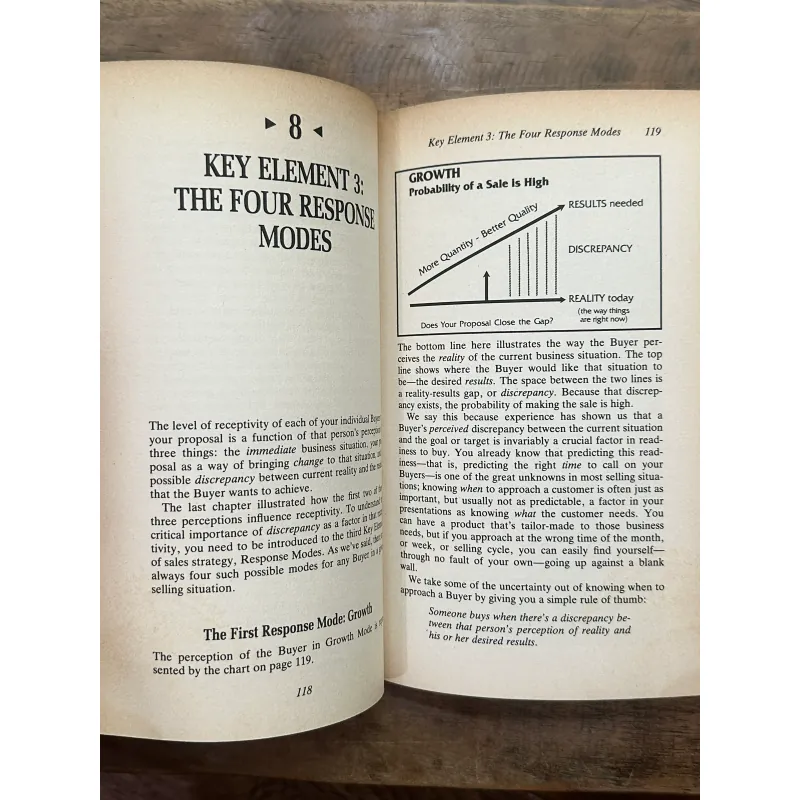 ▸ 8 ◂
KEY ELEMENT 3:
THE FOUR RESPONSE
MODES
The level of receptivity of each of your individual Buyer
your proposal is a function of that person's percep
three things: the immediate business situation, your
posal as a way of bringing change to that situation, and
possible discrepancy between current reality and the
that the Buyer wants to achieve.
The last chapter illustrated how the first two of
three perceptions influence receptivity. To understand
critical importance of discrepancy as a factor in that
tivity, you need to be introduced to the third Key
of sales strategy, Response Modes. As we've said,
always four such possible modes for any Buyer in a
selling situation.
The First Response Mode: Growth
The perception of the Buyer in Growth Mode is
sented by the chart on page 119.
118
Key Element 3: The Four Response Modes 119
GROWTH
Probability of a Sale Is High
More Quantity - Better Quality
RESULTS needed
DISCREPANCY
REALITY today
(the way things
are right now)
Does Your Proposal Close the Gap?
The bottom line here illustrates the way the Buyer per-
ceives the reality of the current business situation. The top
line shows where the Buyer would like that situation to
be—the desired results. The space between the two lines is
a reality-results gap, or discrepancy. Because that discrep-
ancy exists, the probability of making the sale is high.
We say this because experience has shown us that a
Buyer's perceived discrepancy between the current situation
and the goal or target is invariably a crucial factor in read-
iness to buy. You already know that predicting this read-
iness—that is, predicting the right time to call on your
Buyers—is one of the great unknowns in most selling situa-
tions; knowing when to approach a customer is often just as
important, but usually not as predictable, a factor in your
presentations as knowing what the customer needs. You
can have a product that's tailor-made to those business
needs, but if you approach at the wrong time of the month,
or week, or selling cycle, you can easily find yourself—
through no fault of your own—going up against a blank
wall.
We take some of the uncertainty out of knowing when to
approach a Buyer by giving you a simple rule of thumb:
Someone buys when there's a discrepancy be-
tween that person's perception of reality and
his or her desired results.